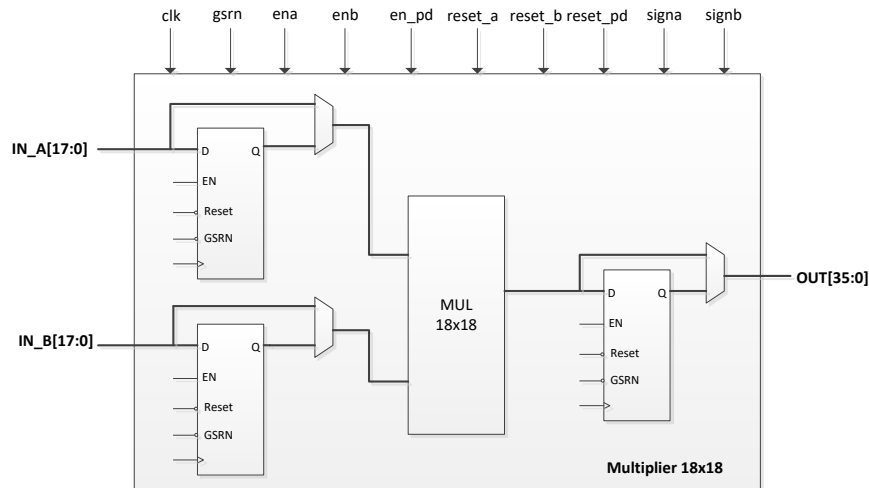 clk gsrn ena enb en_pd reset_a reset_b reset_pd signa signb
IN_A[17:0]
D Q
EN
Reset
GSRN
MUL
18x18
D Q
EN
Reset
GSRN
OUT[35:0]
IN_B[17:0]
D Q
EN
Reset
GSRN
Multiplier 18x18